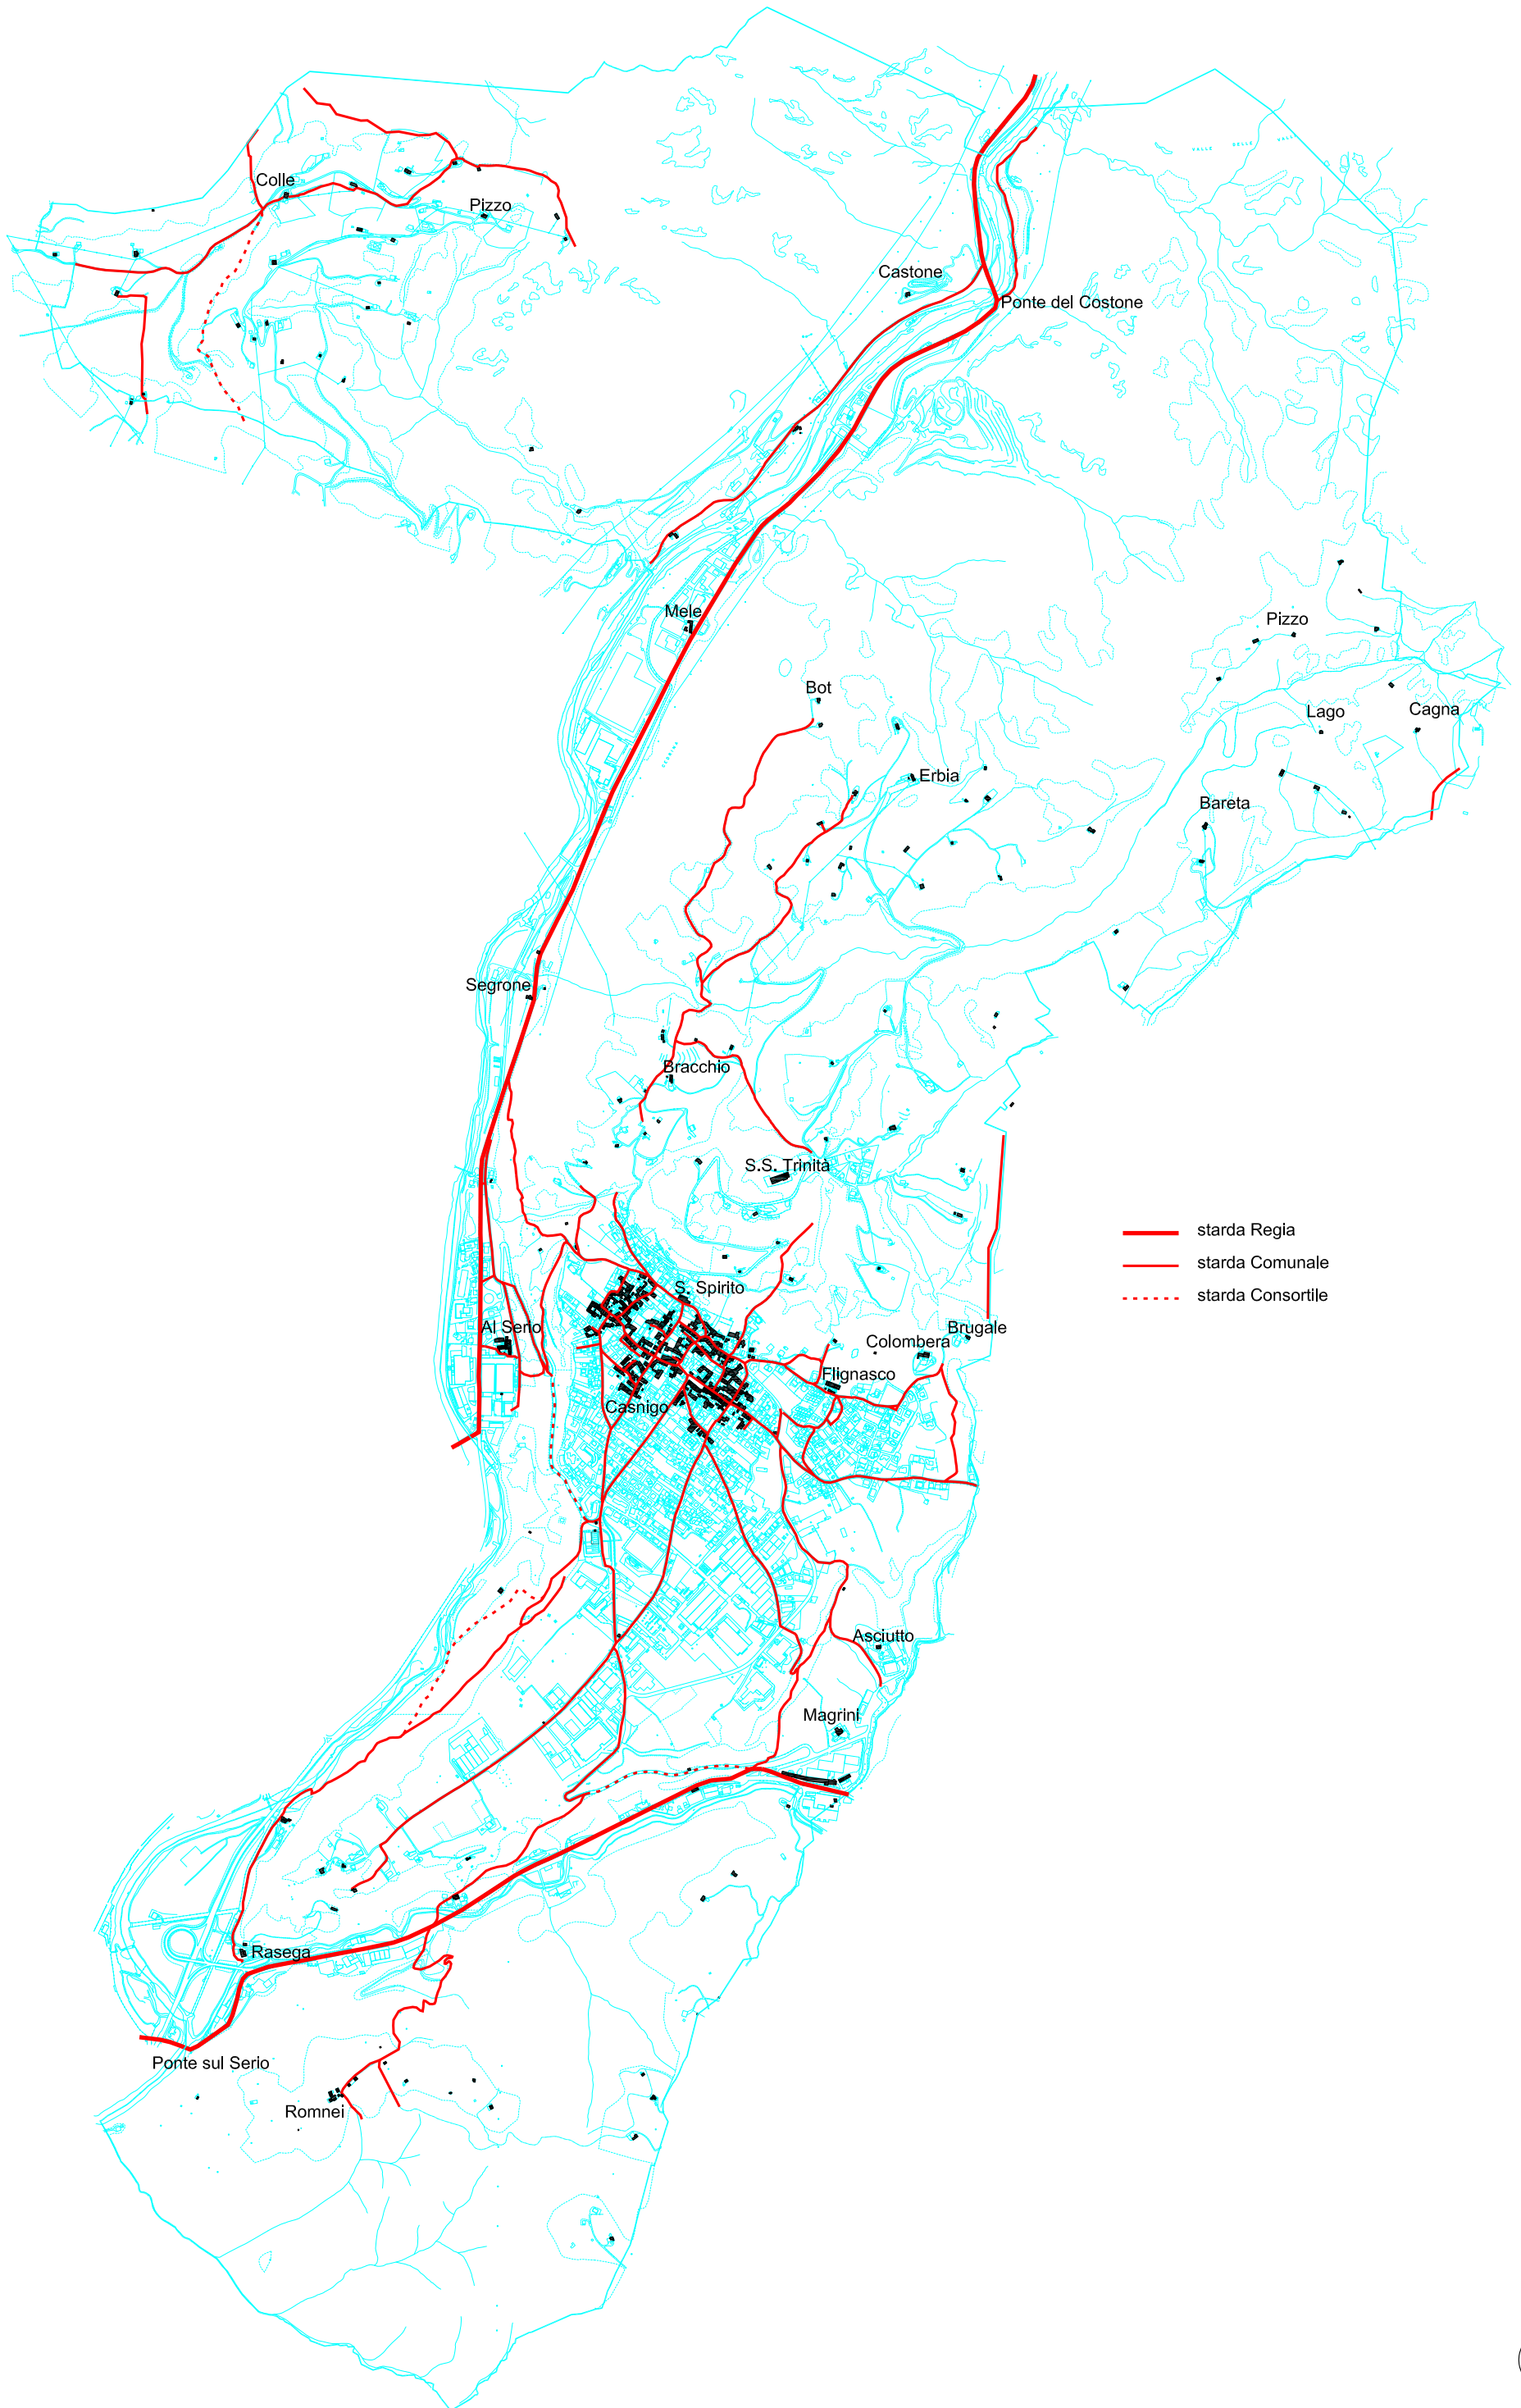 Colle
Pizzo
Castone
Ponte del Costone
Mele
Pizzo
Bot
Lago
Cagna
Erbia
Bareta
Segrone
Bracchio
S.S. Trinità
starda Regia
starda Comunale
S. Spirito
starda Consortile
Al Serio
Brugale
Colombera
Flignasco
Casnigo
Asciutto
Magrini
Rasega
Ponte sul Serio
Romnei